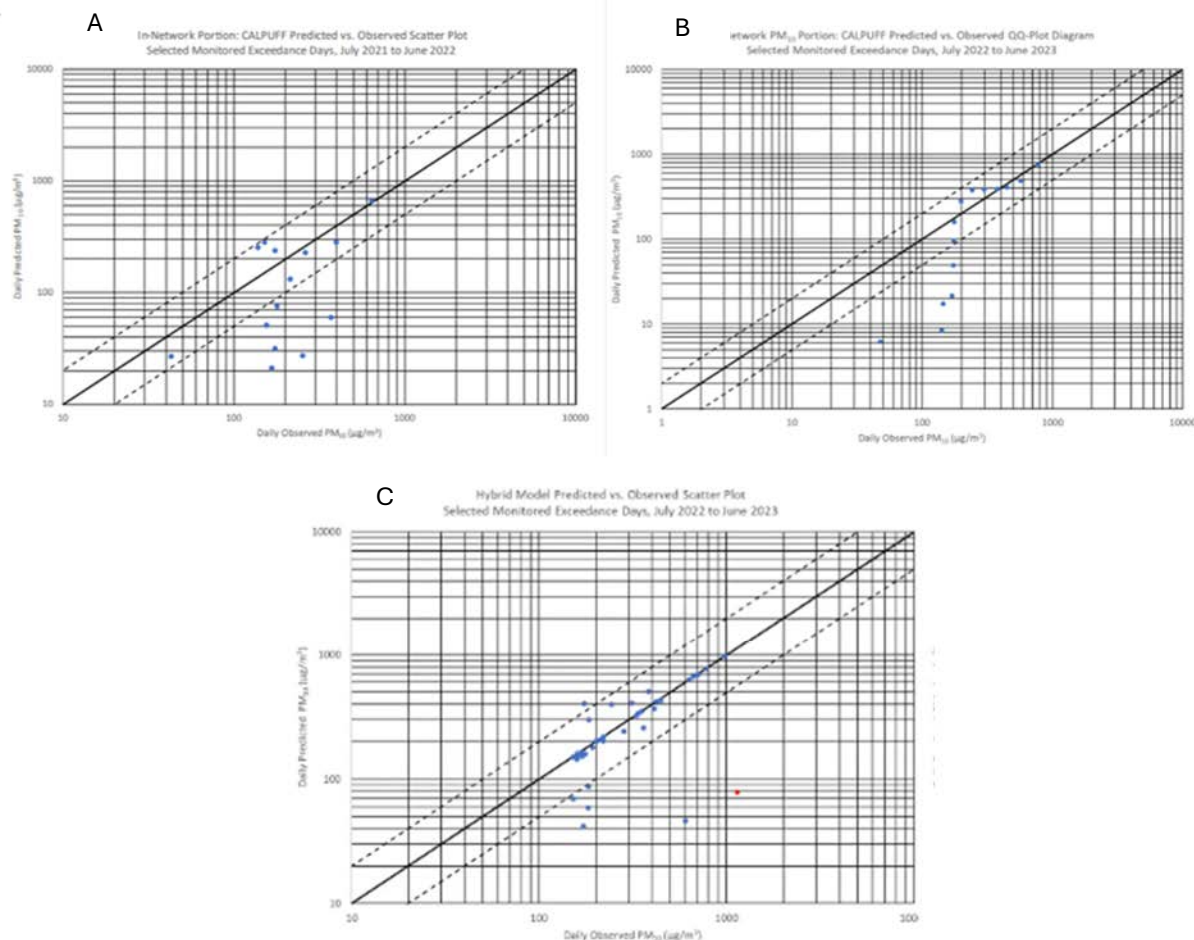 A
In-Network Portion: CALPUFF Predicted vs. Observed Scatter Plot
Selected Monitored Exceedance Days, July 2021 to June 2022
10000
1000
100
10
Daily Predicted PM₁₀ (µg/m³)
10 100 1000 10000
Daily Observed PM₁₀ (µg/m³)
B
etwork PM₁₀ Portion: CALPUFF Predicted vs. Observed QQ-Plot Diagram
Selected Monitored Exceedance Days, July 2022 to June 2023
10000
1000
100
10
1
Daily Predicted PM₁₀ (µg/m³)
1 10 100 1000 10000
Daily Observed PM₁₀ (µg/m³)
C
Hybrid Model Predicted vs. Observed Scatter Plot
Selected Monitored Exceedance Days, July 2022 to June 2023
10000
1000
100
10
Daily Predicted PM₁₀ (µg/m³)
10 100 1000 1000
Daily Observed PM₁₀ (µg/m³)